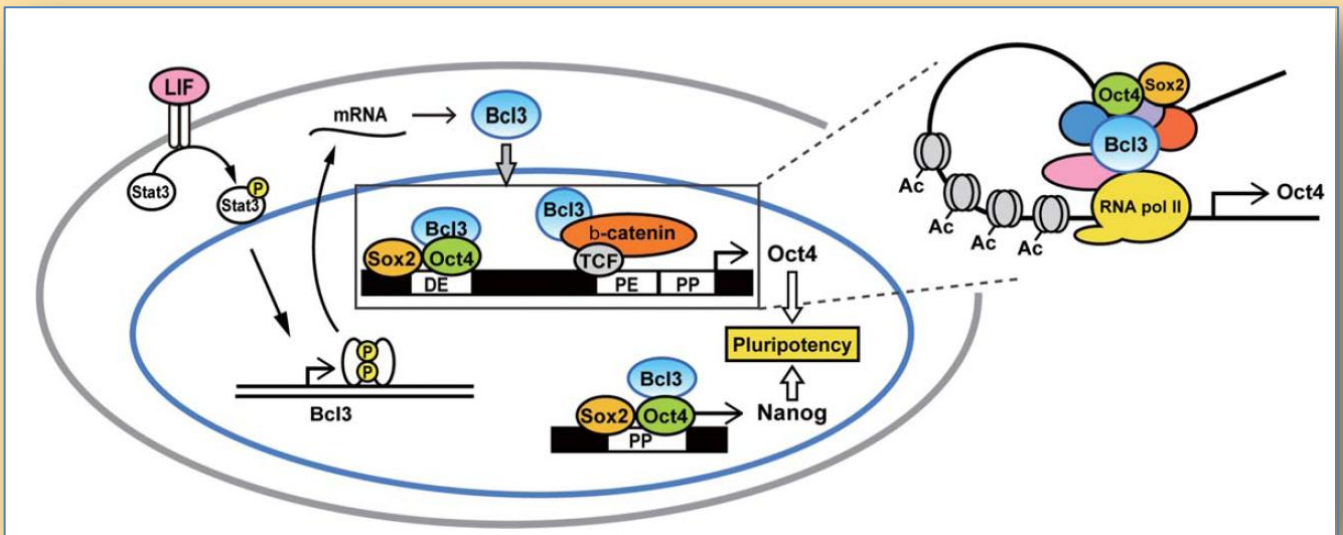 LIF
Stat3
P
Stat3
mRNA
Bcl3
Bcl3
P
P
Bcl3
Sox2
Oct4
DE
Bcl3
b-catenin
TCF
PE
PP
Oct4
Pluripotency
Nanog
Bcl3
Sox2
Oct4
PP
Oct4
Sox2
Bcl3
RNA pol II
Oct4
Ac
Ac
Ac
Ac